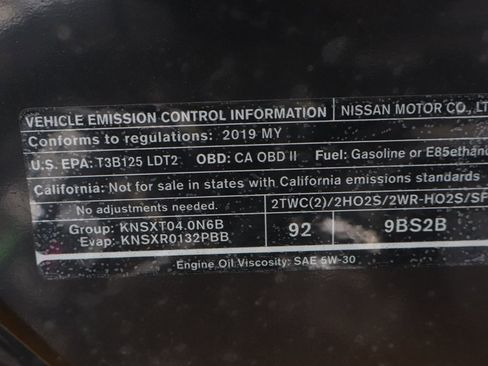 VEHICLE EMISSION CONTROL INFORMATION NISSAN MOTOR CO., LT
Conforms to regulations: 2019 MY
U.S. EPA: T3B125 LDT2 OBD: CA OBD II Fuel: Gasoline or E85ethano
California: Not for sale in states with California emissions standards
No adjustments needed. 2TWC(2)/2HO2S/2WR-HO2S/SF
Group: KNSXT04.0N6B 92 9BS2B
Evap: KNSXR0132PBB
Engine Oil Viscosity: SAE 5W-30